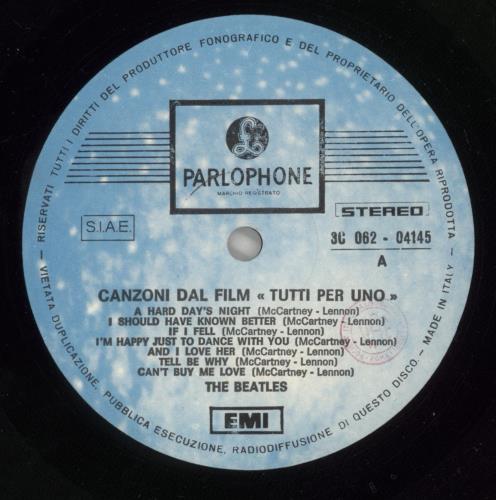 RISERVATI TUTTI I DIRITTI DEL PRODUTTORE FONOGRAFICO E DEL PROPRIETARIO DELL'OPERA RIPRODOTTA
£
PARLOPHONE
MARCHIO REGISTRATO
S.I.A.E.
STEREO
3C 062 - 04145
A
CANZONI DAL FILM « TUTTI PER UNO »
A HARD DAY'S NIGHT (McCartney - Lennon)
I SHOULD HAVE KNOWN BETTER (McCartney - Lennon)
IF I FELL (McCartney - Lennon)
I'M HAPPY JUST TO DANCE WITH YOU (McCartney - Lennon)
AND I LOVE HER (McCartney - Lennon)
TELL BE WHY (McCartney - Lennon)
CAN'T BUY ME LOVE (McCartney - Lennon)
THE BEATLES
EMI
VIETATA DUPLICAZIONE, PUBBLICA ESECUZIONE, RADIODIFFUSIONE DI QUESTO DISCO. - MADE IN ITALY -